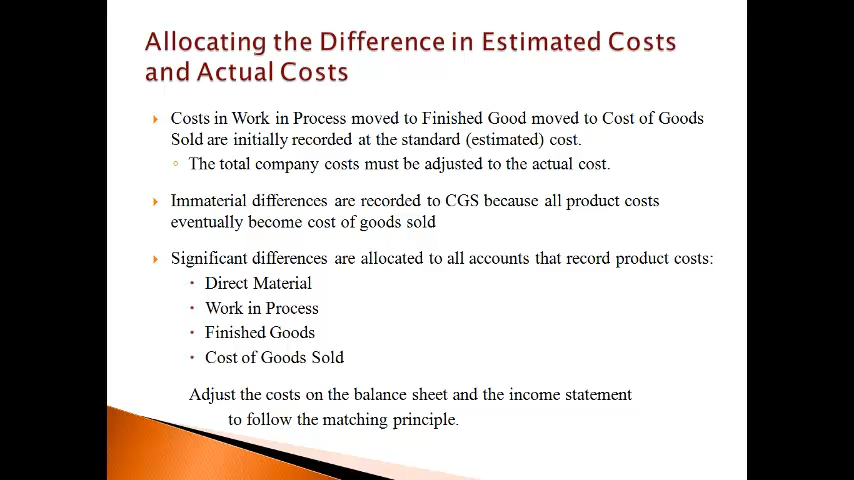 Allocating the Difference in Estimated Costs
and Actual Costs
Costs in Work in Process moved to Finished Good moved to Cost of Goods
Sold are initially recorded at the standard (estimated) cost.
The total company costs must be adjusted to the actual cost.
Immaterial differences are recorded to CGS because all product costs
eventually become cost of goods sold
Significant differences are allocated to all accounts that record product costs:
Direct Material
Work in Process
Finished Goods
Cost of Goods Sold
Adjust the costs on the balance sheet and the income statement
to follow the matching principle.